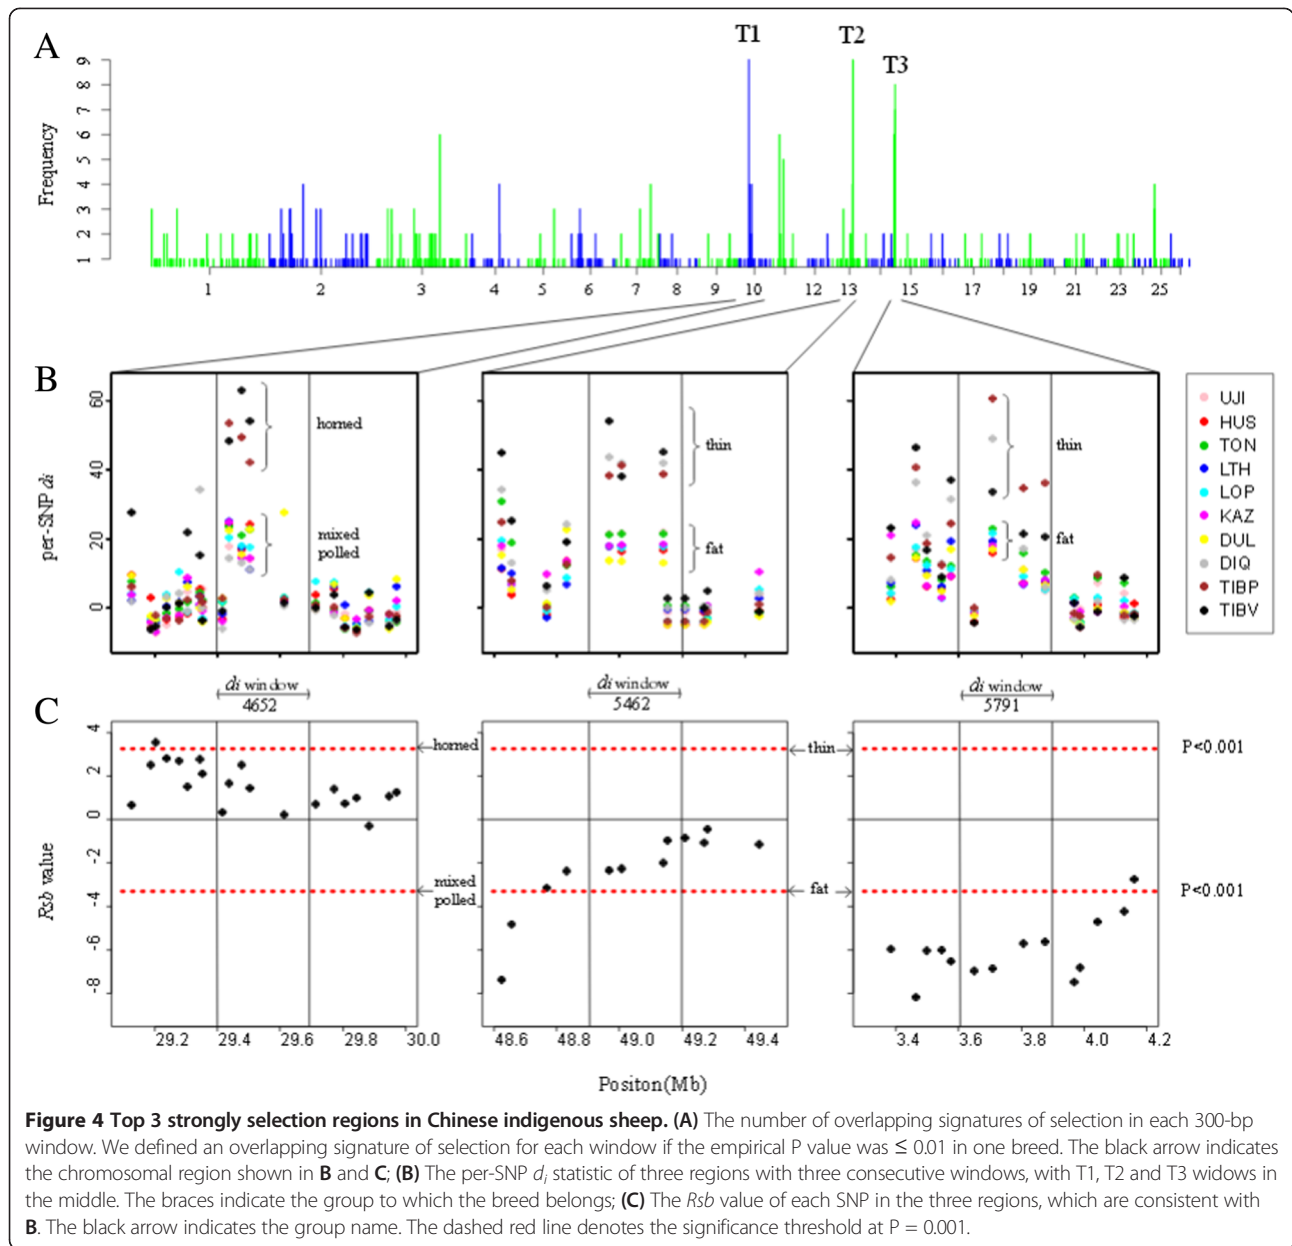 A
T1
T2
T3
Frequency
9
8
7
6
5
4
3
2
1
1 2 3 4 5 6 7 8 9 10 12 13 15 17 19 21 23 25
B
per-SNP di
60
40
20
0
horned
mixed
polled
thin
fat
thin
fat
UJI
HUS
TON
LTH
LOP
KAZ
DUL
DIQ
TIBP
TIBV
di window
4652
di window
5462
di window
5791
C
Rsb value
4
2
0
-2
-4
-6
-8
horned
mixed
polled
thin
fat
P<0.001
P<0.001
29.2 29.4 29.6 29.8 30.0
48.6 48.8 49.0 49.2 49.4
3.4 3.6 3.8 4.0 4.2
Positon(Mb)
Figure 4 Top 3 strongly selection regions in Chinese indigenous sheep. (A) The number of overlapping signatures of selection in each 300-bp
window. We defined an overlapping signature of selection for each window if the empirical P value was ≤ 0.01 in one breed. The black arrow indicates
the chromosomal region shown in B and C; (B) The per-SNP di statistic of three regions with three consecutive windows, with T1, T2 and T3 widows in
the middle. The braces indicate the group to which the breed belongs; (C) The Rsb value of each SNP in the three regions, which are consistent with
B. The black arrow indicates the group name. The dashed red line denotes the significance threshold at P = 0.001.